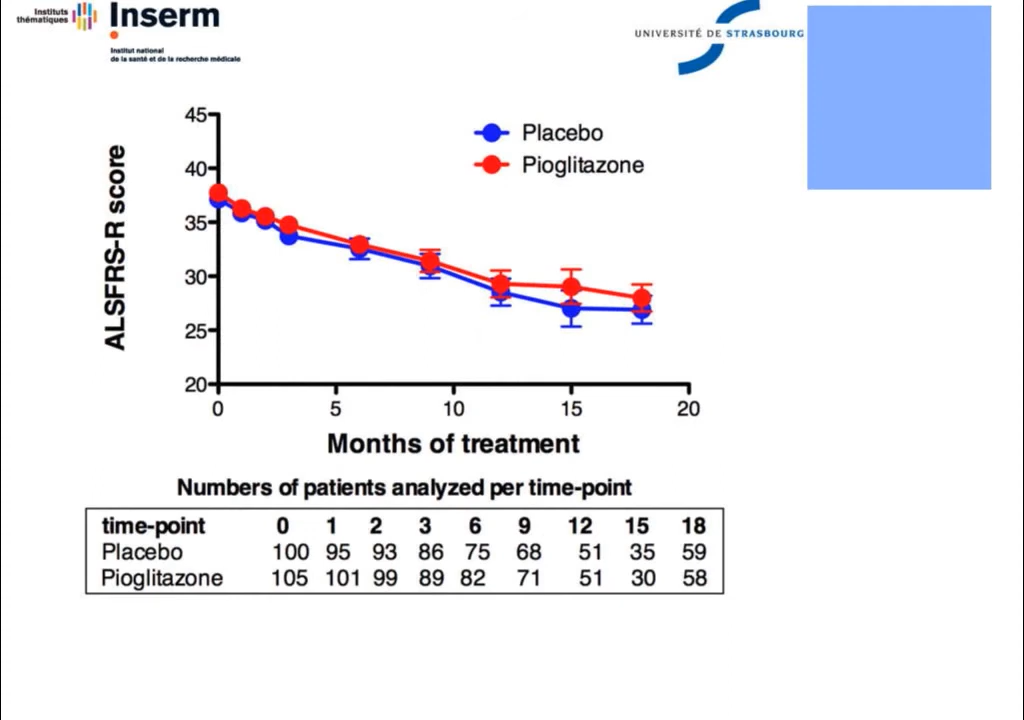 Instituts
thématiques
Inserm
Institut national
de la santé et de la recherche médicale
UNIVERSITÉ DE STRASBOURG
ALSFRS-R score
45
40
35
30
25
20
Placebo
Pioglitazone
0 5 10 15 20
Months of treatment
Numbers of patients analyzed per time-point
time-point 0 1 2 3 6 9 12 15 18
Placebo 100 95 93 86 75 68 51 35 59
Pioglitazone 105 101 99 89 82 71 51 30 58